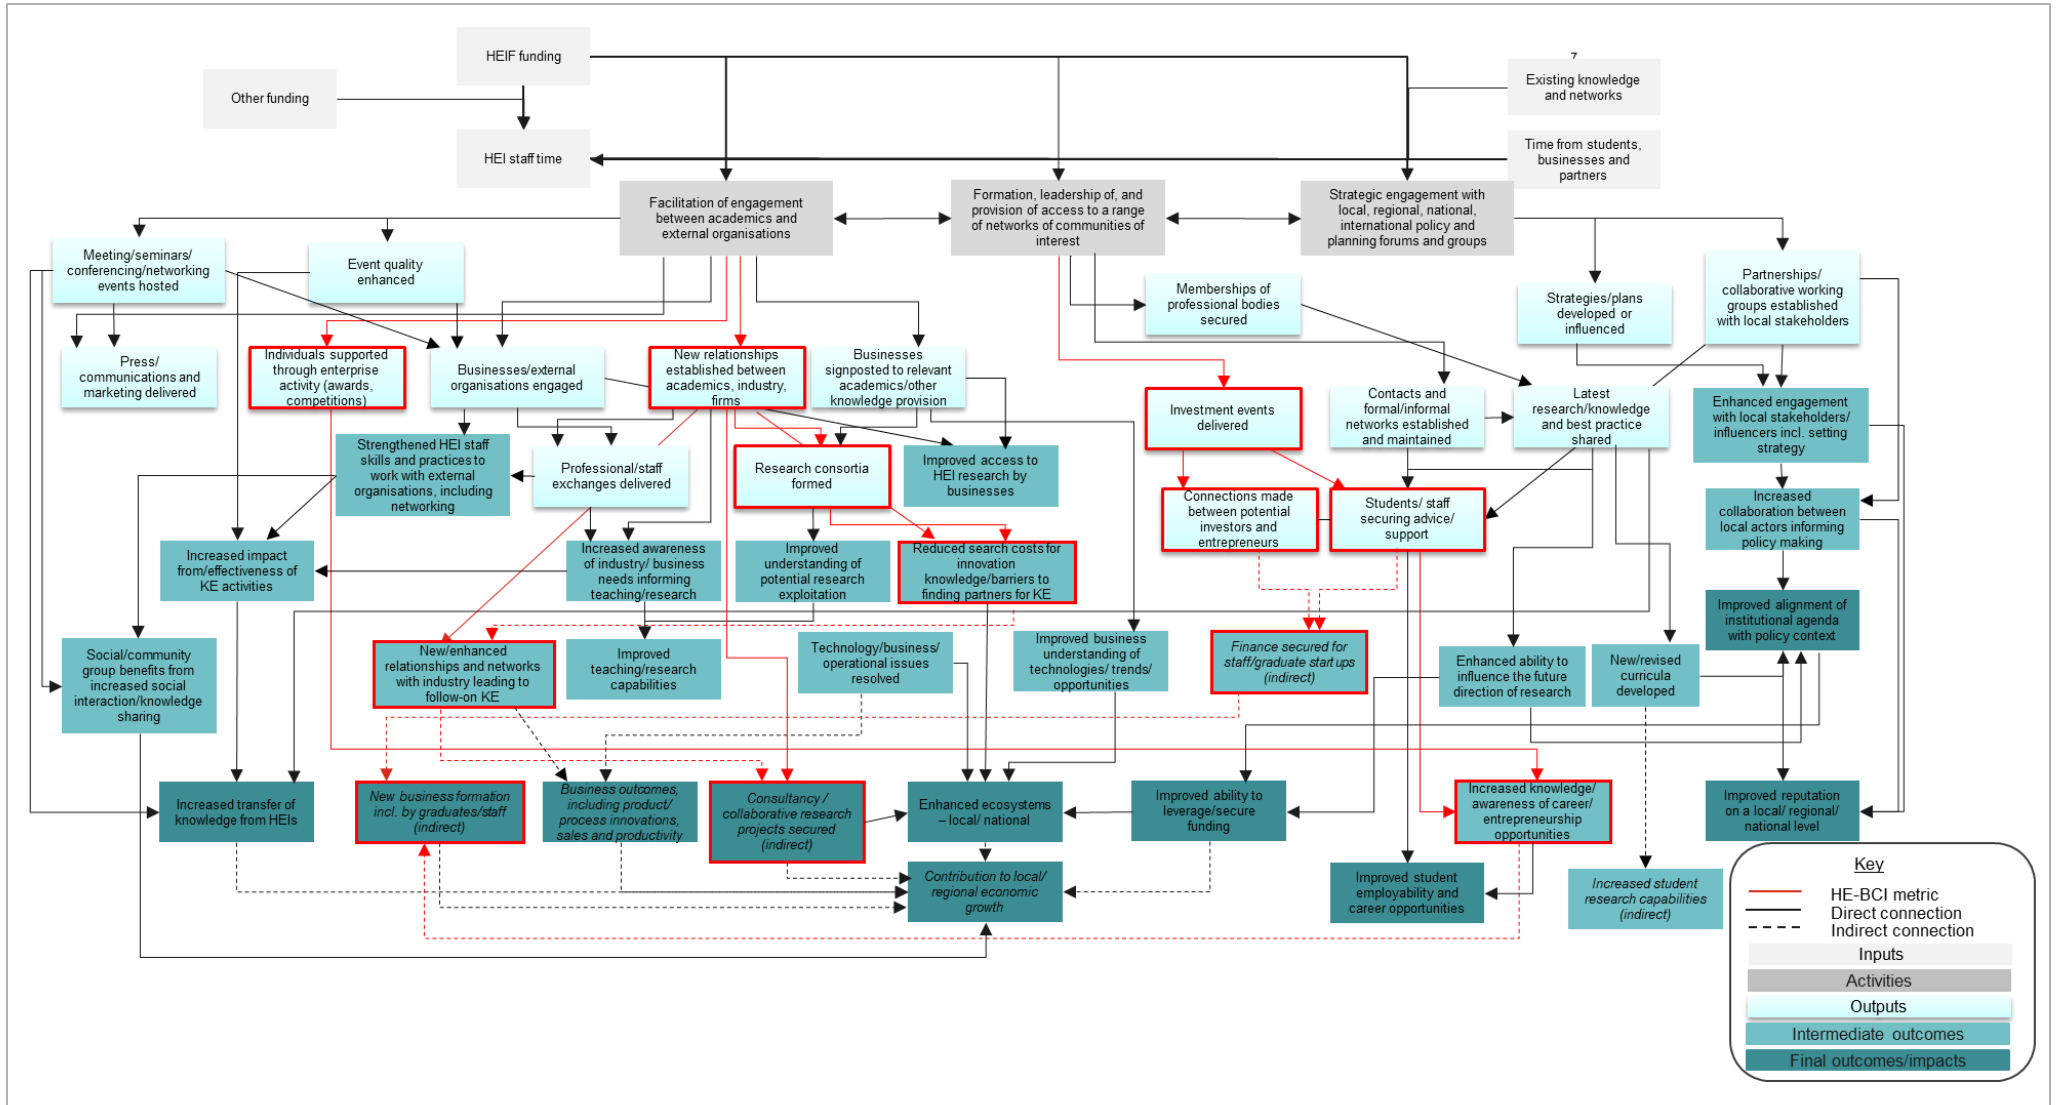 HEIF funding
7
Existing knowledge
and networks
Other funding
HEI staff time
Time from students,
businesses and
partners
Facilitation of engagement
between academics and
external organisations
Formation, leadership of, and
provision of access to a range
of networks of communities of
interest
Strategic engagement with
local, regional, national,
international policy and
planning forums and groups
Meeting/seminars/
conferencing/networking
events hosted
Event quality
enhanced
Memberships of
professional bodies
secured
Strategies/plans
developed or
influenced
Partnerships/
collaborative working
groups established
with local stakeholders
Press/
communications and
marketing delivered
Individuals supported
through enterprise
activity (awards,
competitions)
Businesses/external
organisations engaged
New relationships
established between
academics, industry,
firms
Businesses
signposted to relevant
academics/other
knowledge provision
Investment events
delivered
Contacts and
formal/informal
networks established
and maintained
Latest
research/knowledge
and best practice
shared
Enhanced engagement
with local stakeholders/
influencers incl. setting
strategy
Strengthened HEI staff
skills and practices to
work with external
organisations, including
networking
Professional/staff
exchanges delivered
Research consortia
formed
Improved access to
HEI research by
businesses
Connections made
between potential
investors and
entrepreneurs
Students/ staff
securing advice/
support
Increased
collaboration between
local actors informing
policy making
Increased impact
from/effectiveness of
KE activities
Increased awareness
of industry/ business
needs informing
teaching/research
Improved
understanding of
potential research
exploitation
Reduced search costs for
innovation
knowledge/barriers to
finding partners for KE
Improved alignment of
institutional agenda
with policy context
Social/community
group benefits from
increased social
interaction/knowledge
sharing
New/enhanced
relationships and networks
with industry leading to
follow-on KE
Improved
teaching/research
capabilities
Technology/business/
operational issues
resolved
Improved business
understanding of
technologies/ trends/
opportunities
Finance secured for
staff/graduate start ups
(indirect)
Enhanced ability to
influence the future
direction of research
New/revised
curricula
developed
Increased transfer of
knowledge from HEIs
New business formation
incl. by graduates/staff
(indirect)
Business outcomes,
including product/
process innovations,
sales and productivity
Consultancy /
collaborative research
projects secured
(indirect)
Enhanced ecosystems
– local/ national
Improved ability to
leverage/secure
funding
Increased knowledge/
awareness of career/
entrepreneurship
opportunities
Improved reputation
on a local/ regional/
national level
Contribution to local/
regional economic
growth
Improved student
employability and
career opportunities
Increased student
research capabilities
(indirect)
Key
HE-BCI metric
Direct connection
Indirect connection
Inputs
Activities
Outputs
Intermediate outcomes
Final outcomes/impacts